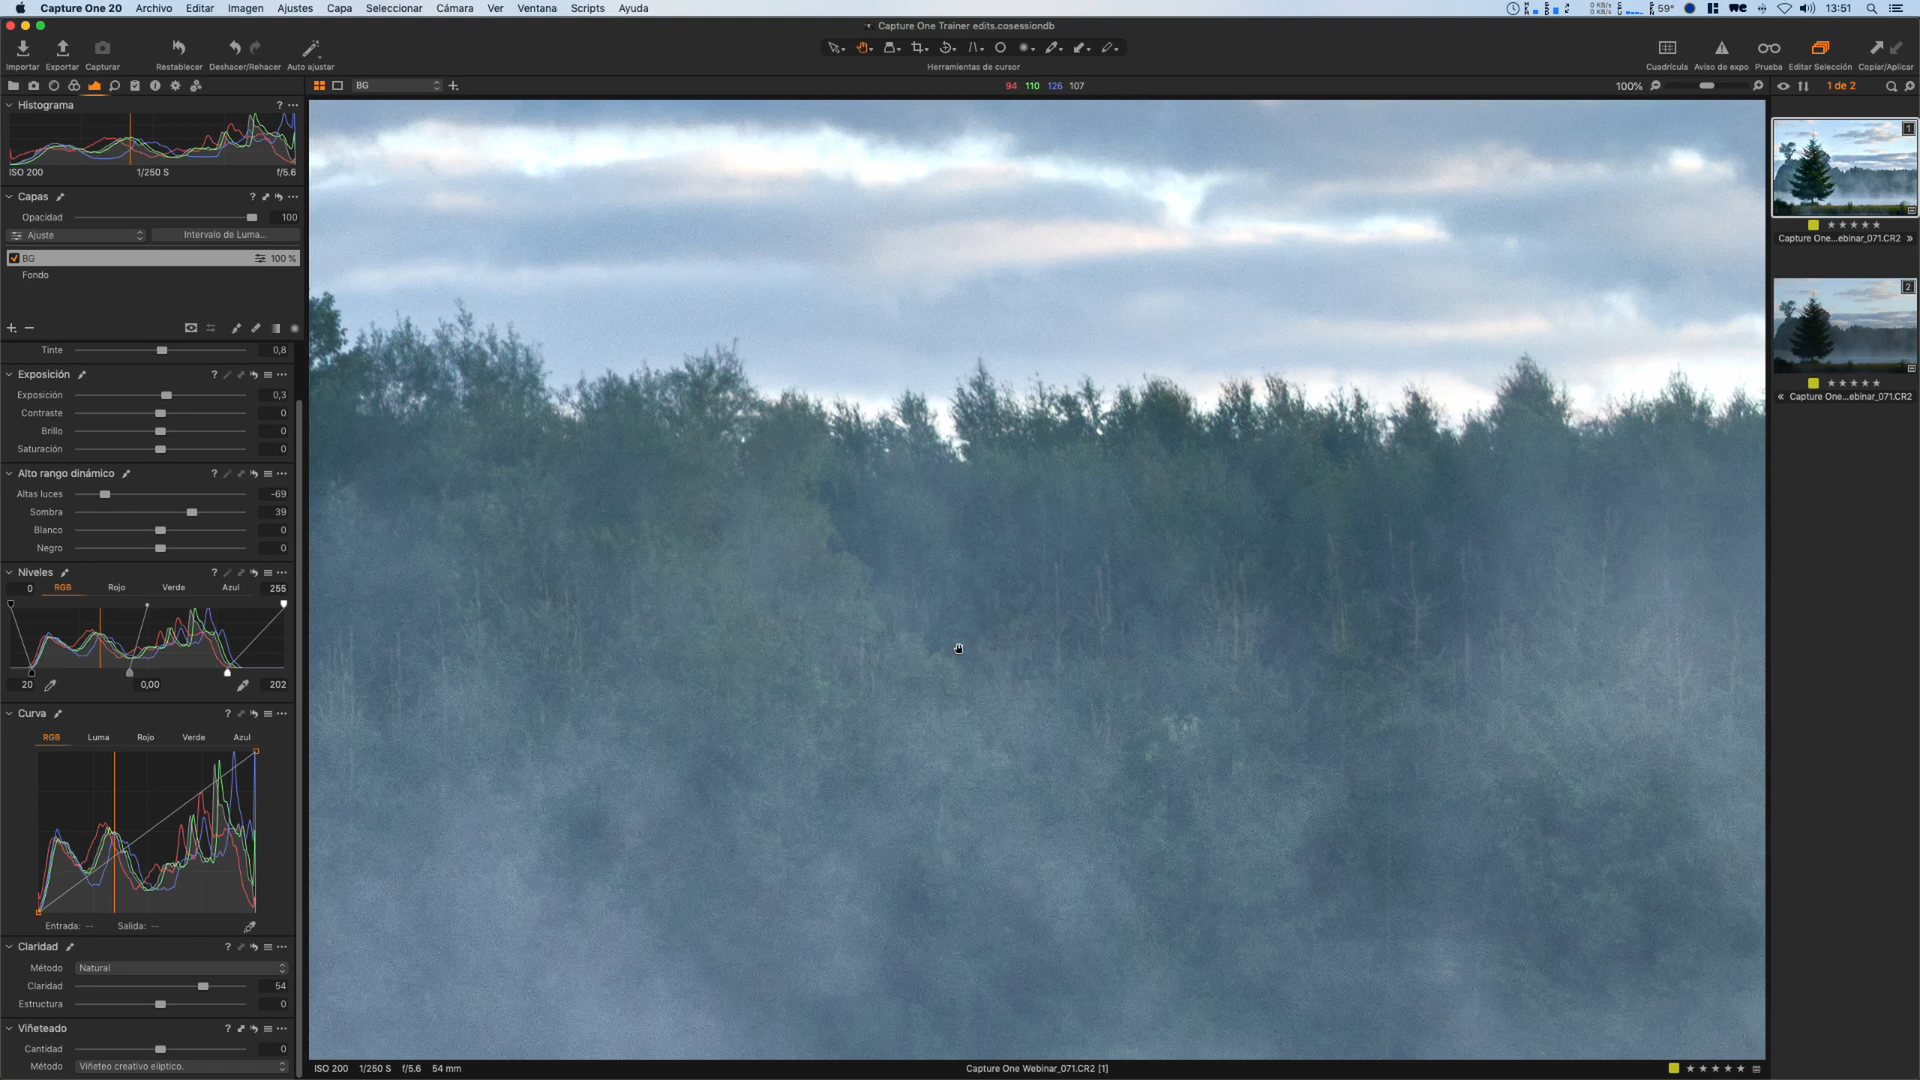 Capture One 20 Archivo Editar Imagen Ajustes Capa Seleccionar Cámara Ver Ventana Scripts Ayuda 0 KB/s 0 KB/s 59° 13:51
Capture One Trainer edits.cosessiondb
Importar Exportar Capturar Restablecer Deshacer/Rehacer Auto ajustar Herramientas de cursor Cuadrícula Aviso de expo Prueba Editar Selección Copiar/Aplicar
BG 94 110 126 107 100% 1 de 2
Histograma
ISO 200 1/250 S f/5.6
Capas
Opacidad 100
Ajuste Intervalo de Luma...
BG 100 %
Fondo
Tinte 0,8
Exposición
Exposición 0,3
Contraste 0
Brillo 0
Saturación 0
Alto rango dinámico
Altas luces -69
Sombra 39
Blanco 0
Negro 0
Niveles
0 RGB Rojo Verde Azul 255
20 0,00 202
Curva
RGB Luma Rojo Verde Azul
Entrada: -- Salida: --
Claridad
Método Natural
Claridad 54
Estructura 0
Viñeteado
Cantidad 0
Método Viñeteo creativo elíptico.
ISO 200 1/250 S f/5.6 54 mm Capture One Webinar_071.CR2 [1]
1
Capture One...ebinar_071.CR2 »
2
« Capture One...ebinar_071.CR2